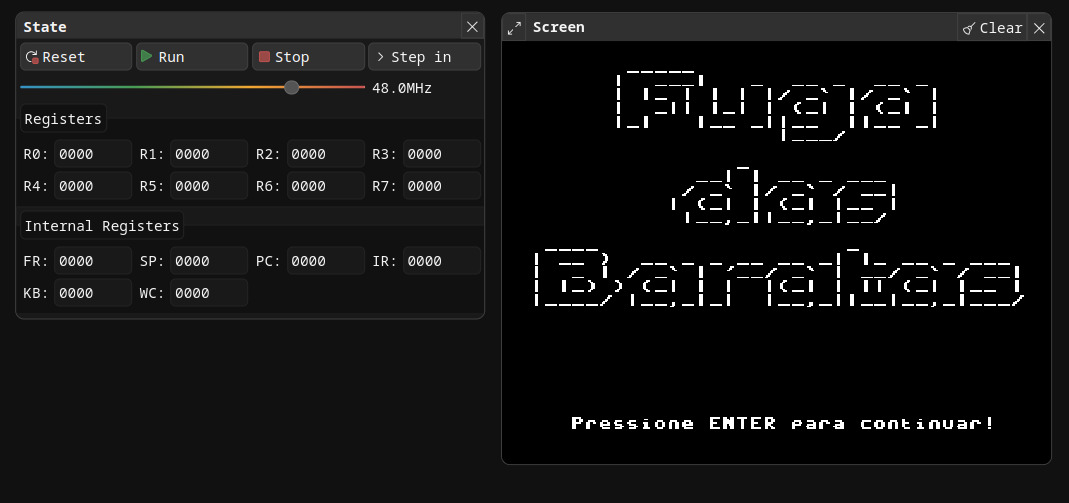 State
Reset Run Stop Step in
48.0MHz
Registers
R0: 0000 R1: 0000 R2: 0000 R3: 0000
R4: 0000 R5: 0000 R6: 0000 R7: 0000
Internal Registers
FR: 0000 SP: 0000 PC: 0000 IR: 0000
KB: 0000 WC: 0000
Screen Clear
Fuga
das
Baratas
Pressione ENTER para continuar!